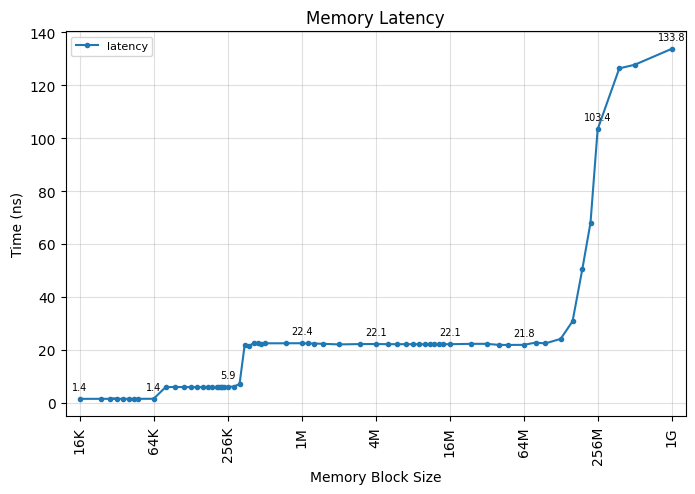 Memory Latency
latency
Time (ns)
140
120
100
80
60
40
20
0
1.4
1.4
5.9
22.4
22.1
22.1
21.8
103.4
133.8
16K
64K
256K
1M
4M
16M
64M
256M
1G
Memory Block Size